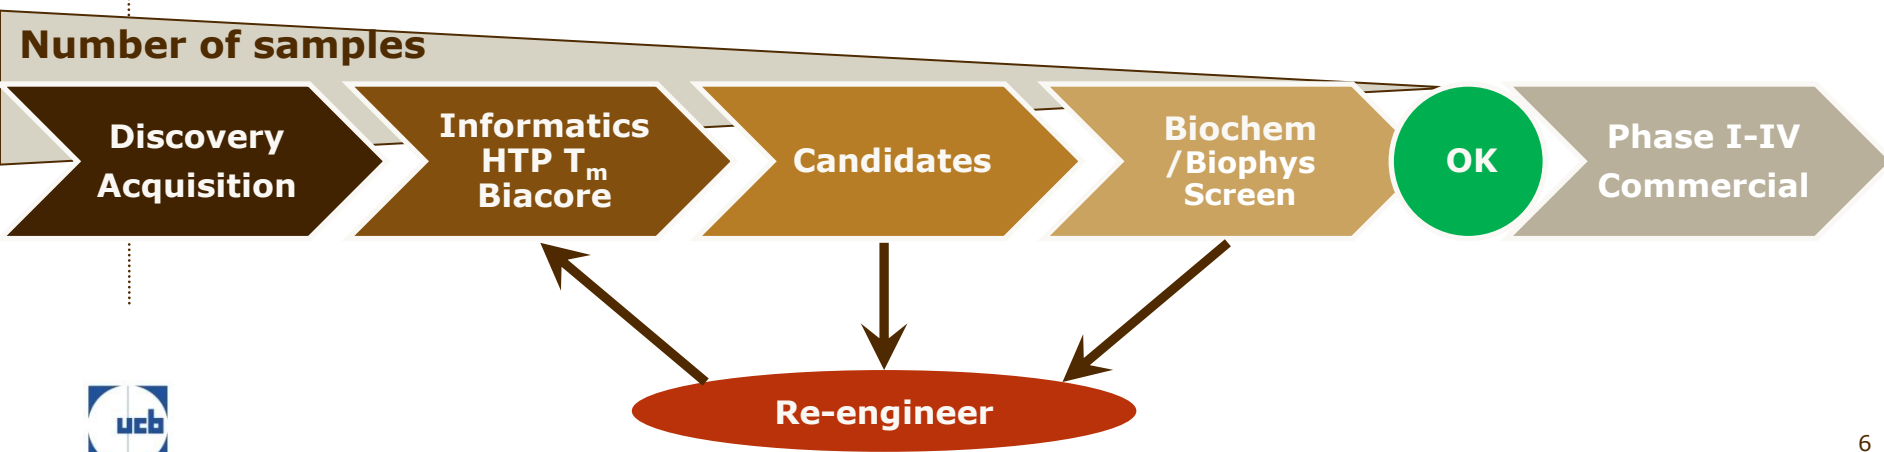 Number of samples
Discovery
Acquisition
Informatics
HTP Tm
Biacore
Candidates
Biochem
/Biophys
Screen
OK
Phase I-IV
Commercial
Re-engineer
ucb
6